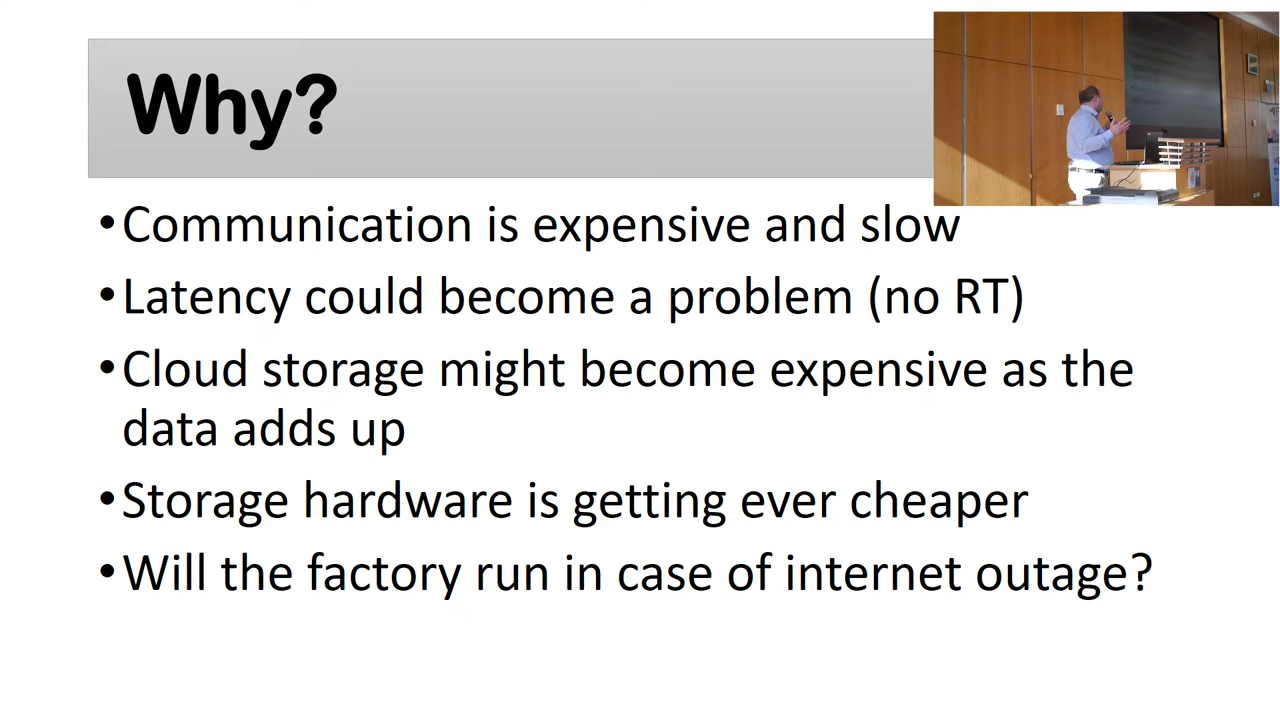 Why?
•Communication is expensive and slow
•Latency could become a problem (no RT)
•Cloud storage might become expensive as the
data adds up
•Storage hardware is getting ever cheaper
•Will the factory run in case of internet outage?